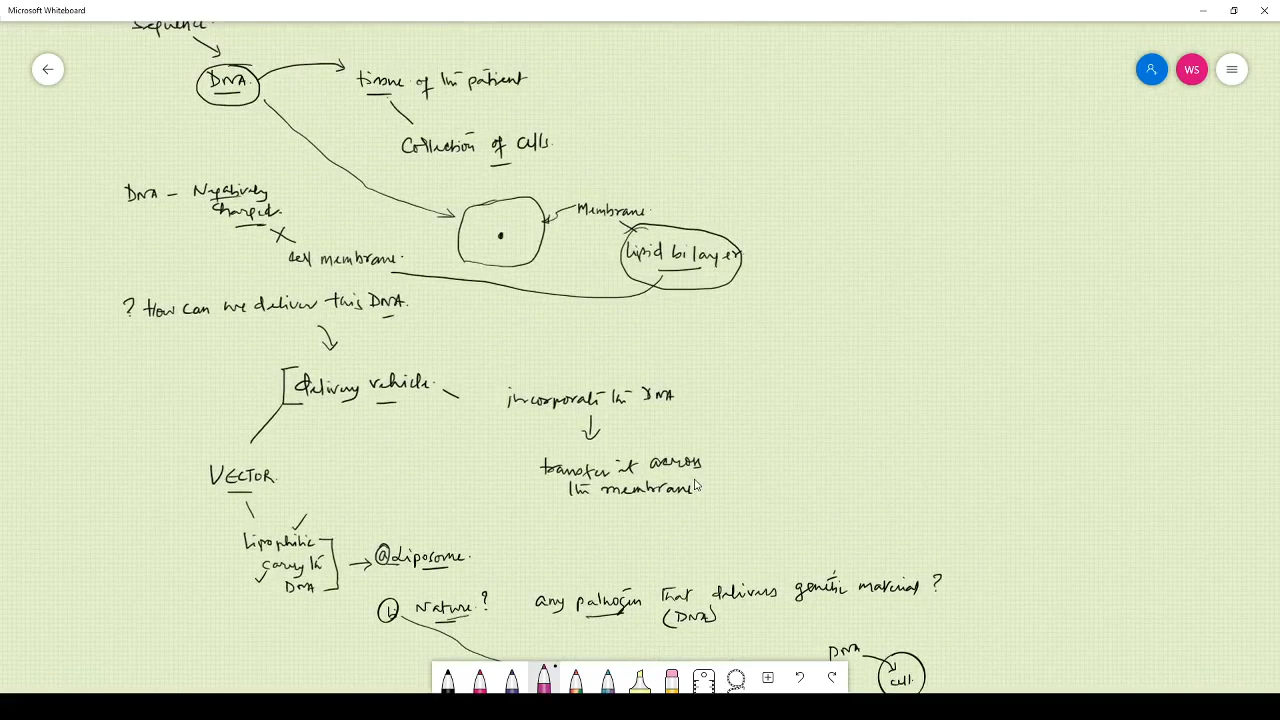 Microsoft Whiteboard
sequence.
WS
DNA
tissue of the patient
Collection of cells.
DNA - Negatively
charged.
Membrane.
lipid bilayer
cell membrane.
? How can we deliver this DNA.
delivery vehicle.
incorporate the DNA
transfer it across
the membrane
VECTOR
Lipophilic
carry the
DNA
@ Liposome.
b Nature? any pathogen that delivers genetic material?
(DNA)
DNA
cell.